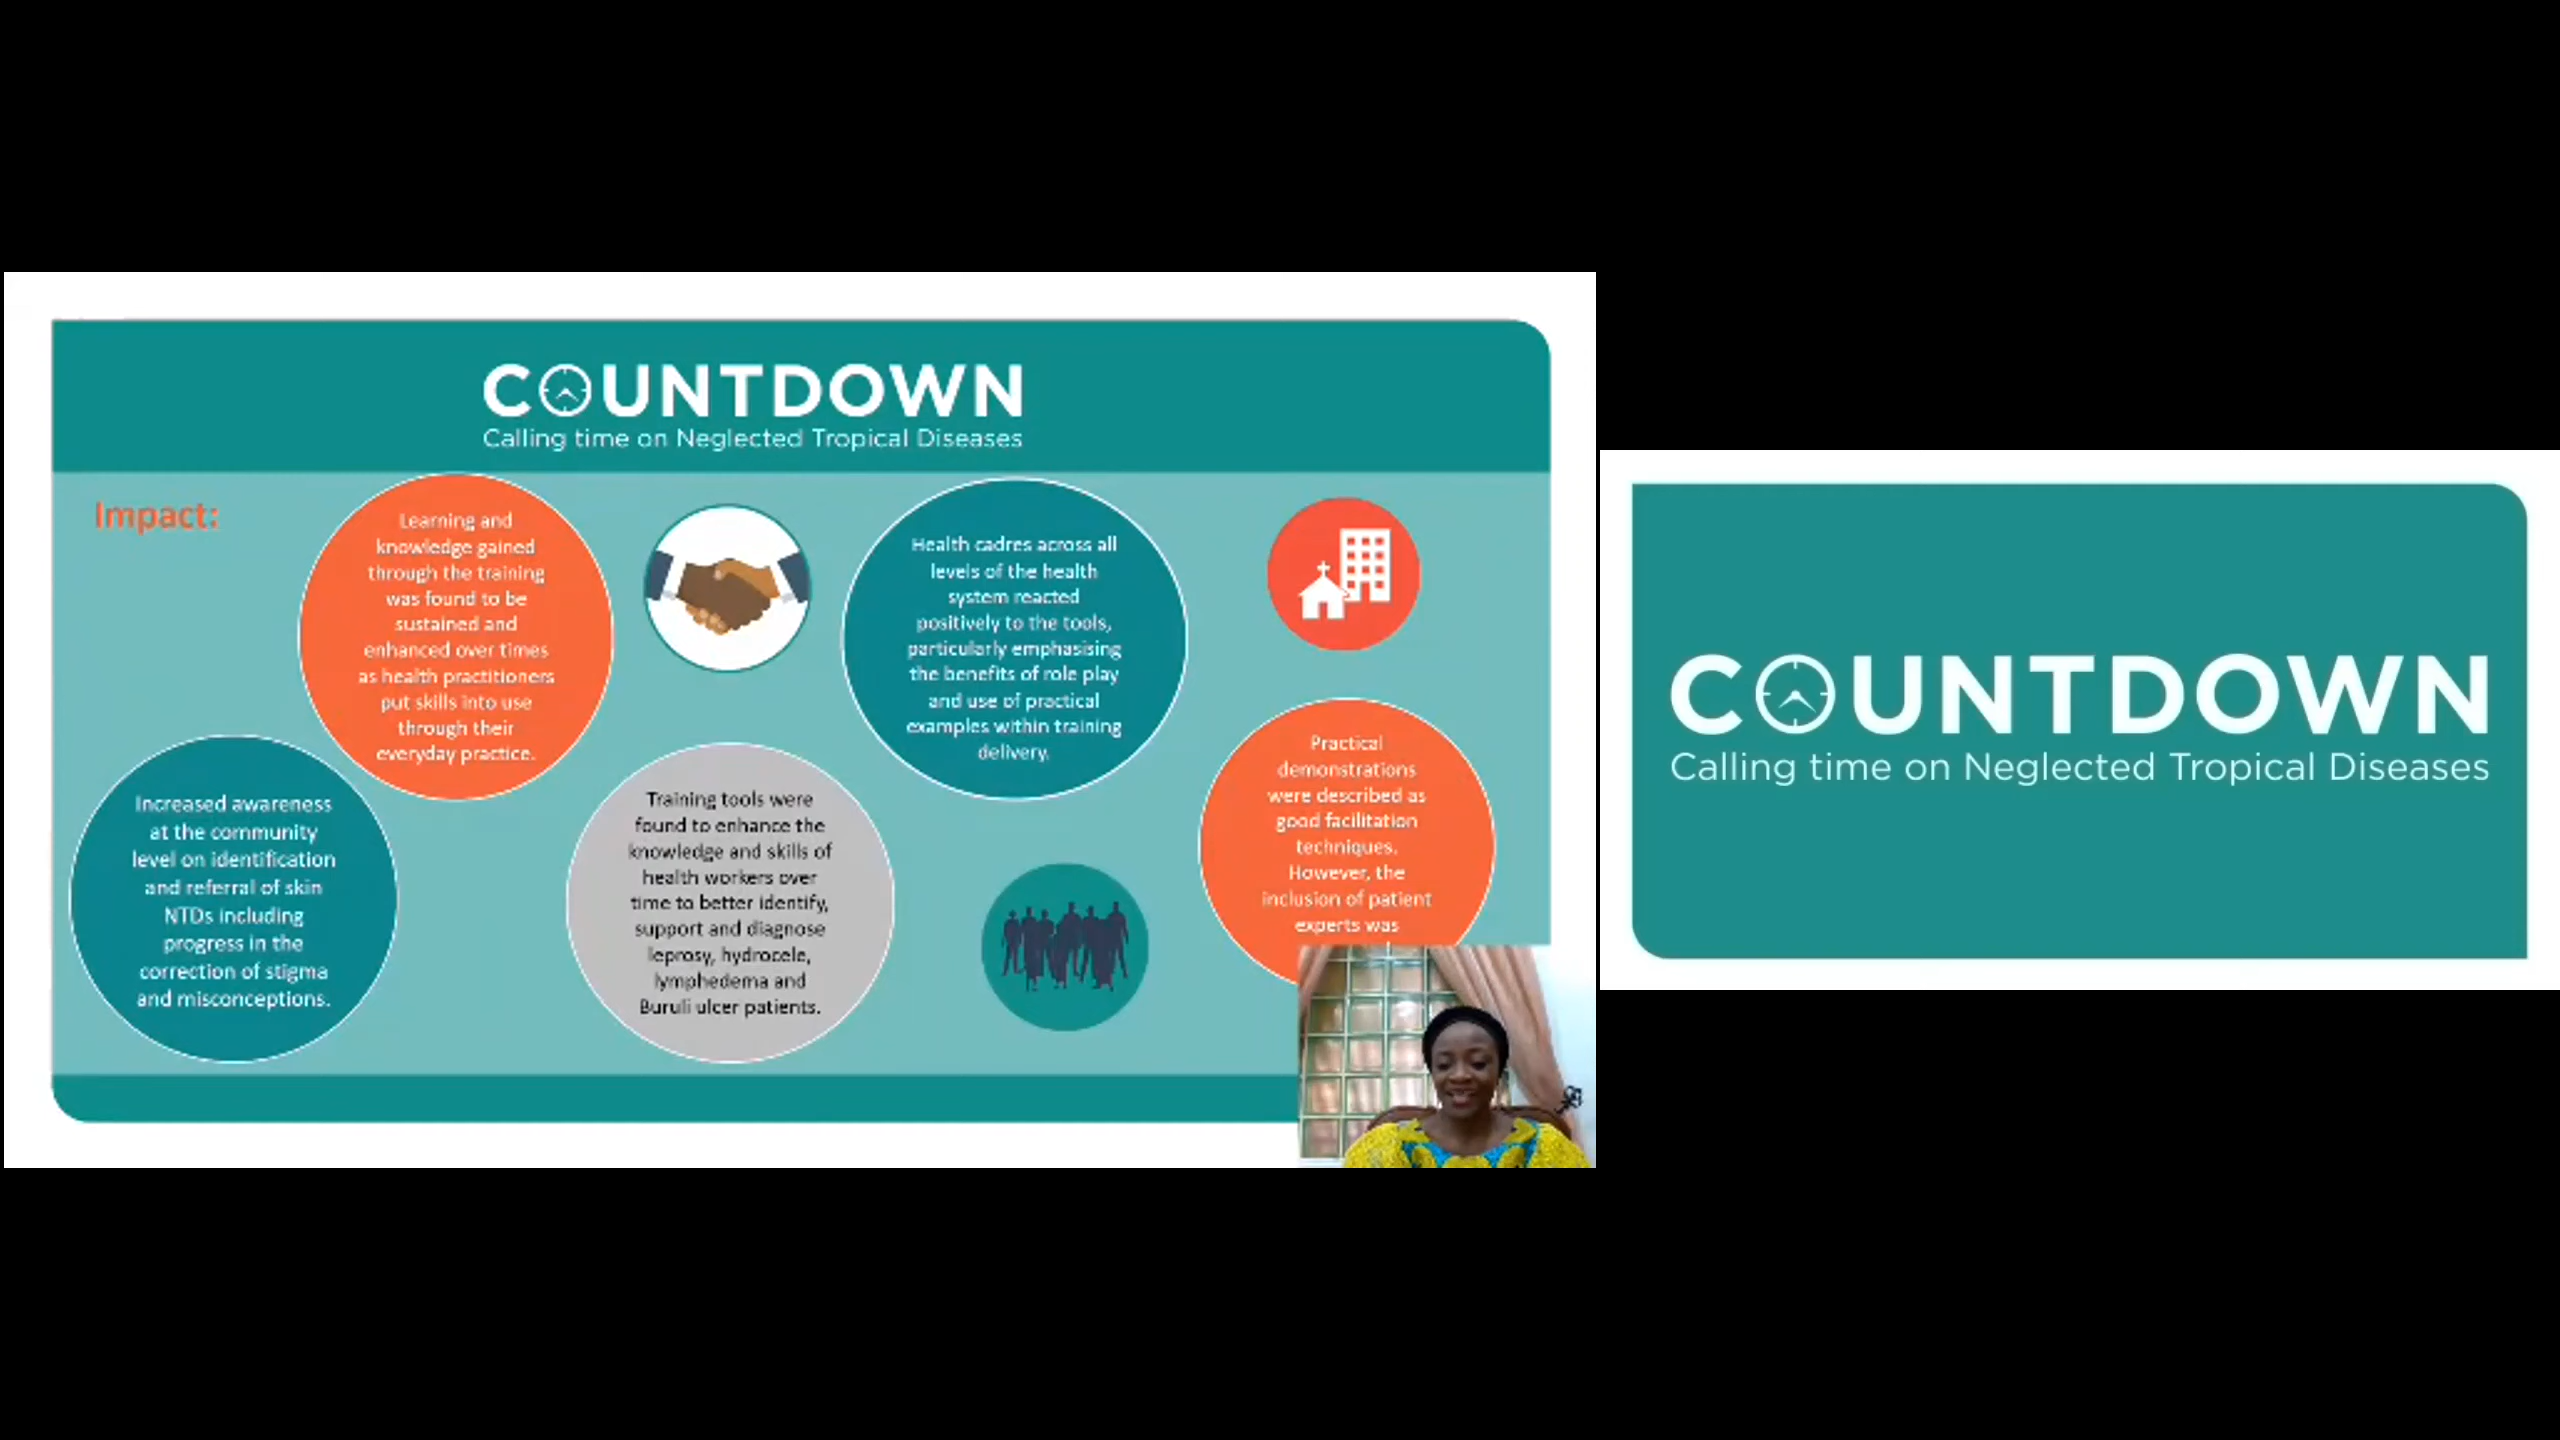 COUNTDOWN
Calling time on Neglected Tropical Diseases
Impact:
Learning and
knowledge gained
through the training
was found to be
sustained and
enhanced over times
as health practitioners
put skills into use
through their
everyday practice.
Health cadres across all
levels of the health
system reacted
positively to the tools,
particularly emphasising
the benefits of role play
and use of practical
examples within training
delivery.
Increased awareness
at the community
level on identification
and referral of skin
NTDs including
progress in the
correction of stigma
and misconceptions.
Training tools were
found to enhance the
knowledge and skills of
health workers over
time to better identify,
support and diagnose
leprosy, hydrocele,
lymphedema and
Buruli ulcer patients.
Practical
demonstrations
were described as
good facilitation
techniques.
However, the
inclusion of patient
experts was
COUNTDOWN
Calling time on Neglected Tropical Diseases